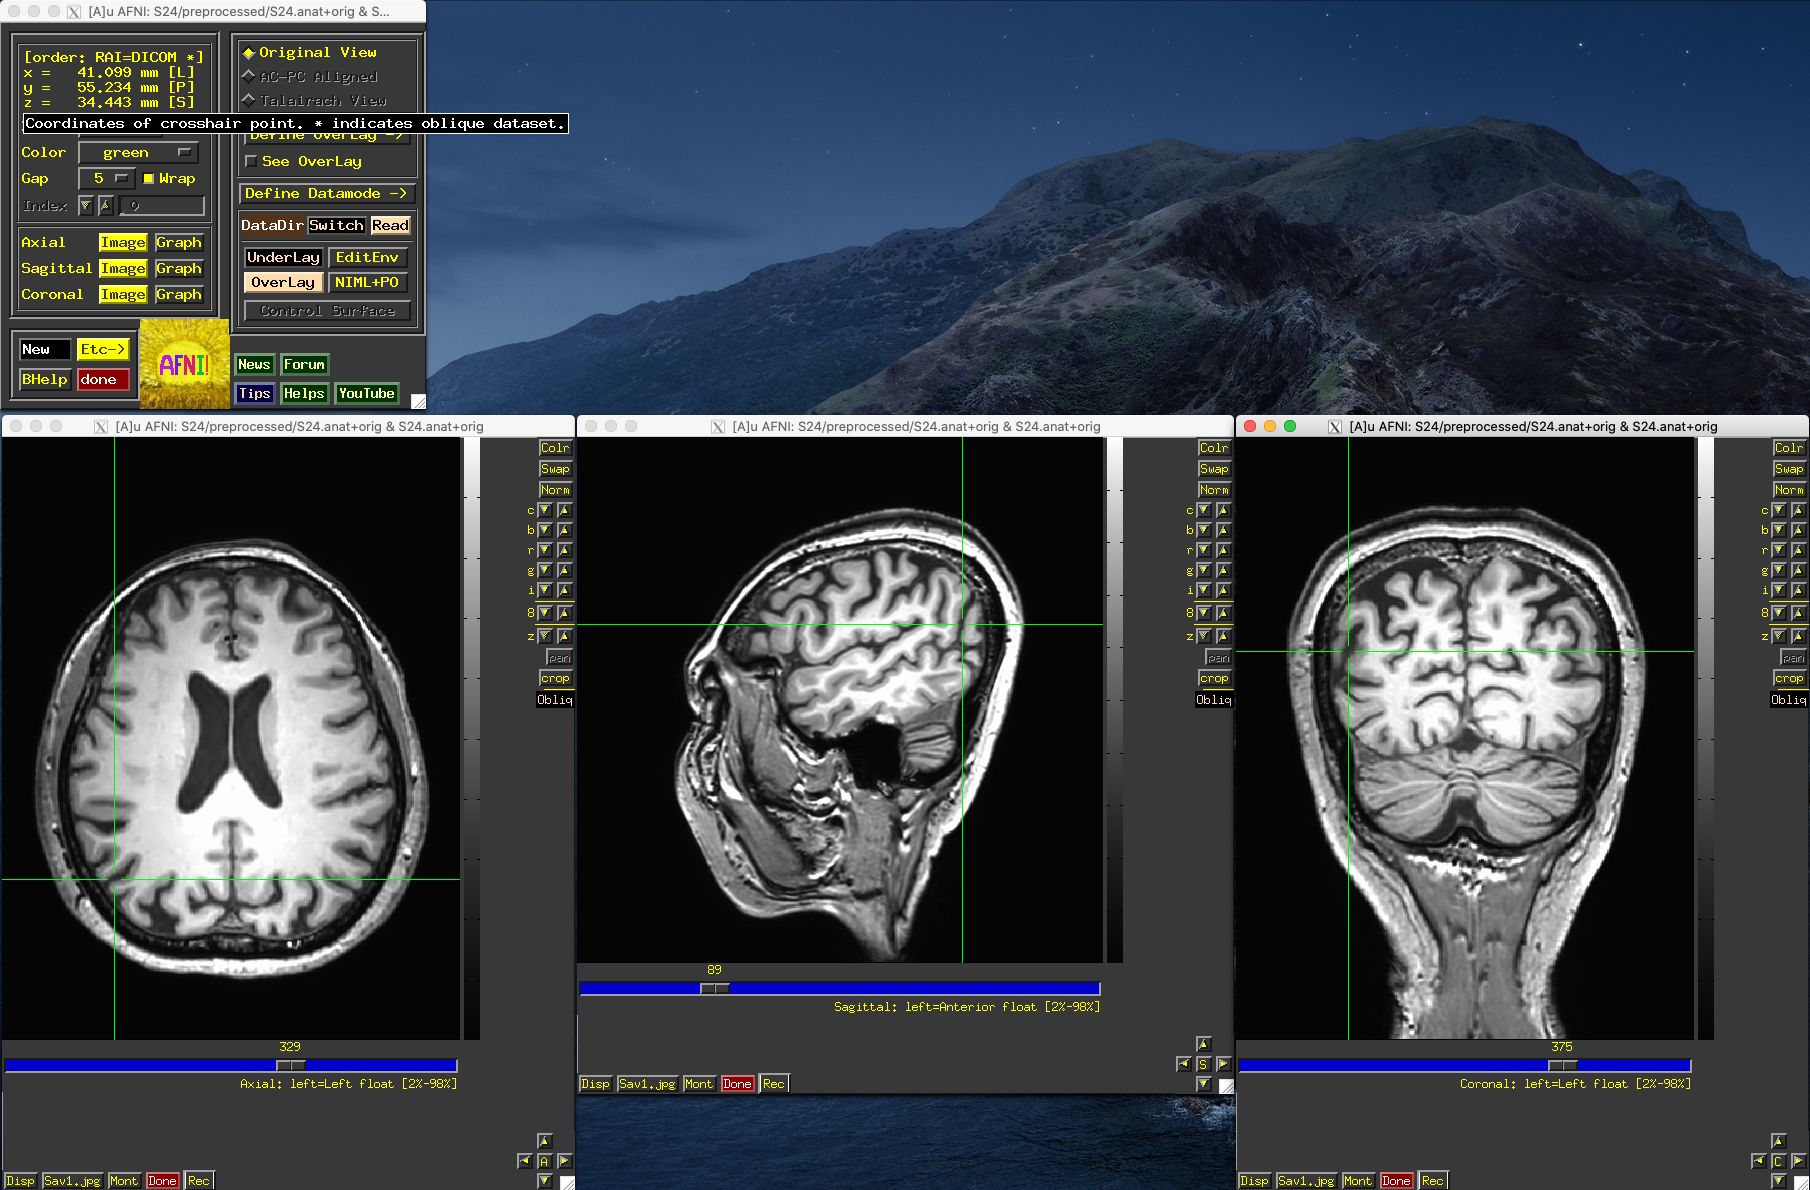 [A]u AFNI: S24/preprocessed/S24.anat+orig & S...
[order: RAI=DICOM *]
x = 41.099 mm [L]
y = 55.234 mm [P]
z = 34.443 mm [S]
Coordinates of crosshair point. * indicates oblique dataset.
Color green
Gap 5 Wrap
Index 0
Axial Image Graph
Sagittal Image Graph
Coronal Image Graph
New Etc->
BHelp done
AFNI!
Original View
AC-PC Aligned
Talairach View
Define OverLay ->
See OverLay
Define Datamode ->
DataDir Switch Read
UnderLay EditEnv
OverLay NIML+PO
Control Surface
News Forum
Tips Helps YouTube
[A]u AFNI: S24/preprocessed/S24.anat+orig & S24.anat+orig
Colr
Swap
Norm
c
b
r
g
i
8
z
pan
crop
Obliq
329
Axial: left=Left float [2%-98%]
A
Disp Sav1.jpg Mont Done Rec
[A]u AFNI: S24/preprocessed/S24.anat+orig & S24.anat+orig
Colr
Swap
Norm
c
b
r
g
i
8
z
pan
crop
Obliq
89
Sagittal: left=Anterior float [2%-98%]
S
Disp Sav1.jpg Mont Done Rec
[A]u AFNI: S24/preprocessed/S24.anat+orig & S24.anat+orig
Colr
Swap
Norm
c
b
r
g
i
8
z
pan
crop
Obliq
375
Coronal: left=Left float [2%-98%]
C
Disp Sav1.jpg Mont Done Rec